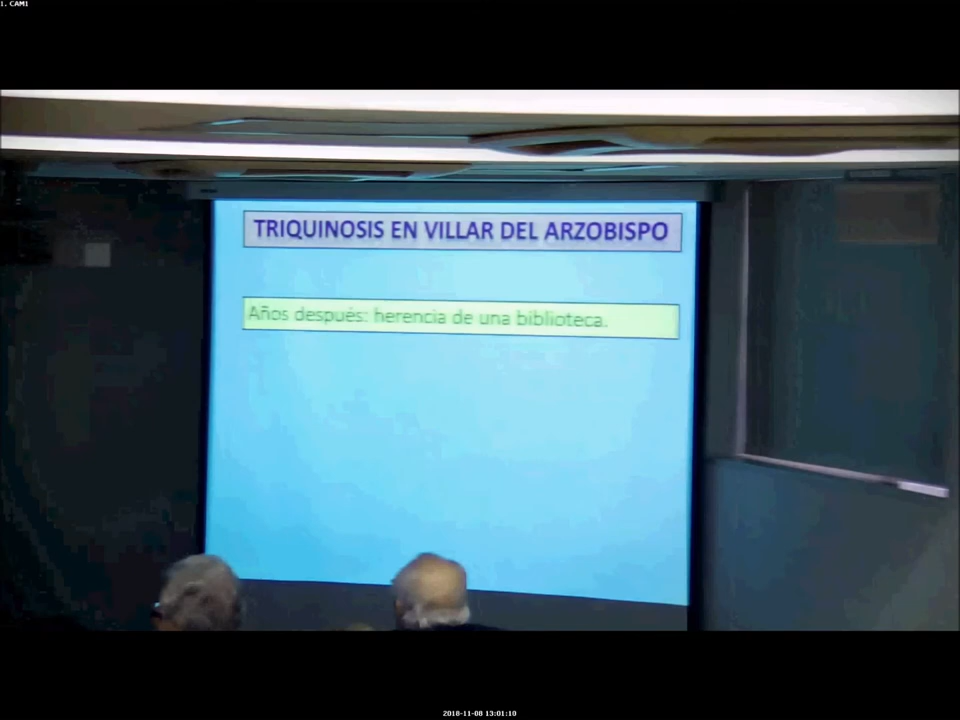 1. CAM1
TRIQUINOSIS EN VILLAR DEL ARZOBISPO
Años después: herencia de una biblioteca.
2018-11-08 13:01:10